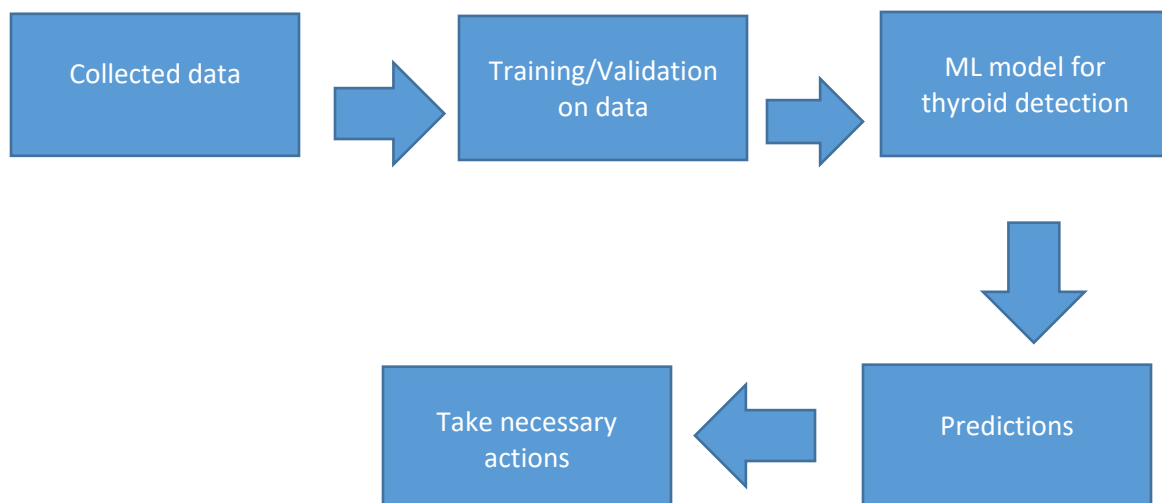 Collected data
Training/Validation
on data
ML model for
thyroid detection
Take necessary
actions
Predictions